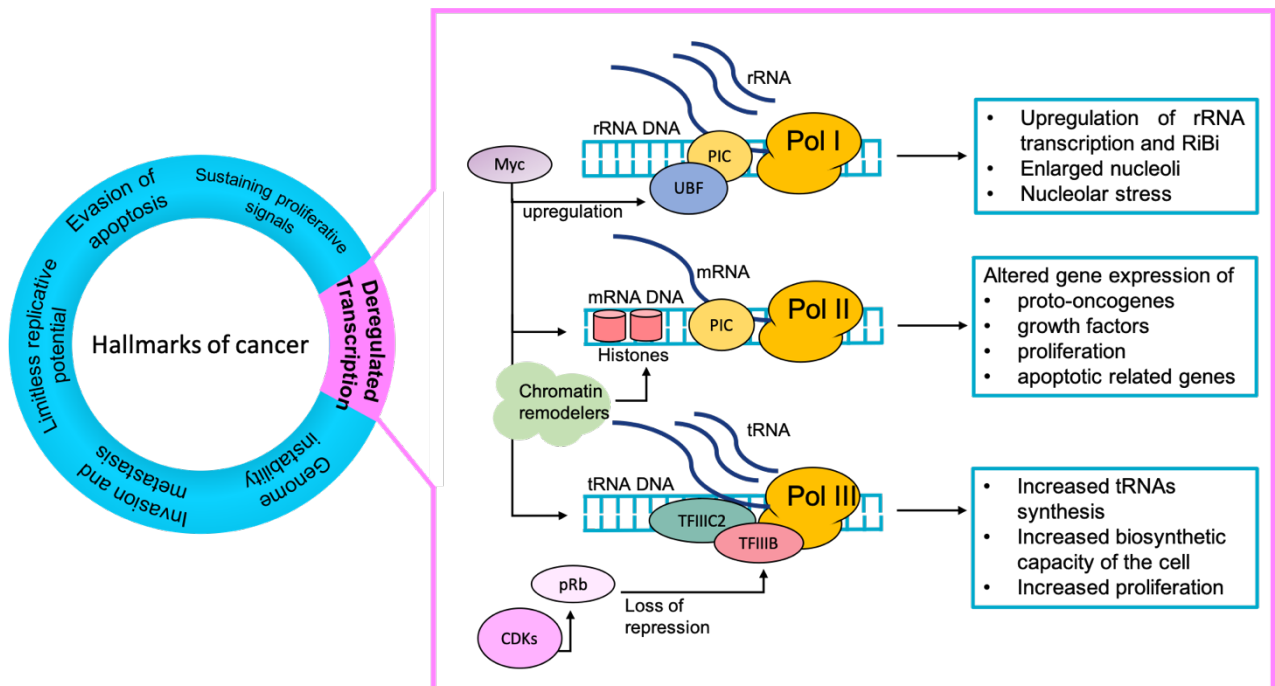 Hallmarks of cancer
Evasion of
apoptosis
Sustaining proliferative
signals
Deregulated
Transcription
Genome
instability
Invasion and
metastasis
Limitless replicative
potential
Myc
upregulation
rRNA
rRNA DNA
PIC
UBF
Pol I
• Upregulation of rRNA
transcription and RiBi
• Enlarged nucleoli
• Nucleolar stress
mRNA
mRNA DNA
Histones
PIC
Pol II
Altered gene expression of
• proto-oncogenes
• growth factors
• proliferation
• apoptotic related genes
Chromatin
remodelers
tRNA
tRNA DNA
TFIIIC2
TFIIIB
Pol III
• Increased tRNAs
synthesis
• Increased biosynthetic
capacity of the cell
• Increased proliferation
pRb
Loss of
repression
CDKs